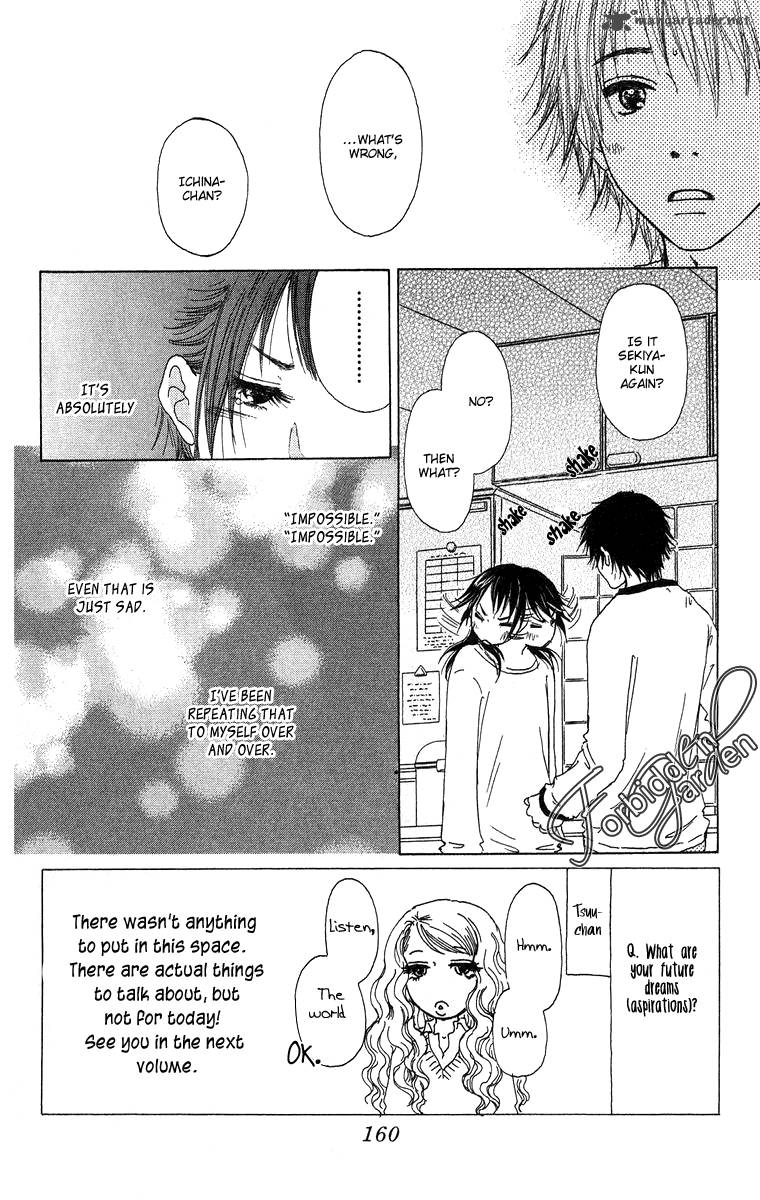 mangareader.net
...WHAT'S
WRONG,
ICHINA-
CHAN?
IS IT
SEKIYA-
KUN
AGAIN?
NO?
THEN
WHAT?
shake
shake
shake
..........
IT'S
ABSOLUTELY
"IMPOSSIBLE."
"IMPOSSIBLE."
EVEN THAT IS
JUST SAD.
I'VE BEEN
REPEATING THAT
TO MYSELF OVER
AND OVER.
Forbidden
Garden
Q. What are
your future
dreams
(aspirations)?
Tsuu-
chan
Hmm.
Umm.
Listen,
The
world
OK.
There wasn't anything
to put in this space.
There are actual things
to talk about, but
not for today!
See you in the next
volume.
160